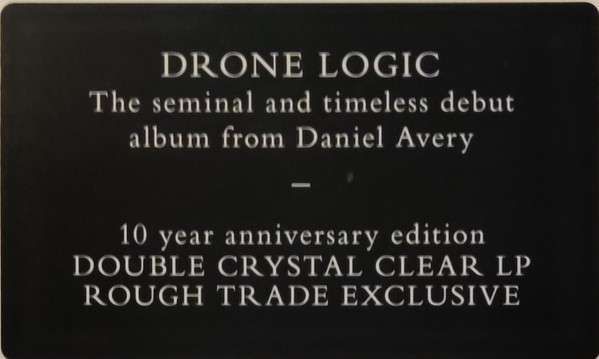 DRONE LOGIC
The seminal and timeless debut
album from Daniel Avery
–
10 year anniversary edition
DOUBLE CRYSTAL CLEAR LP
ROUGH TRADE EXCLUSIVE